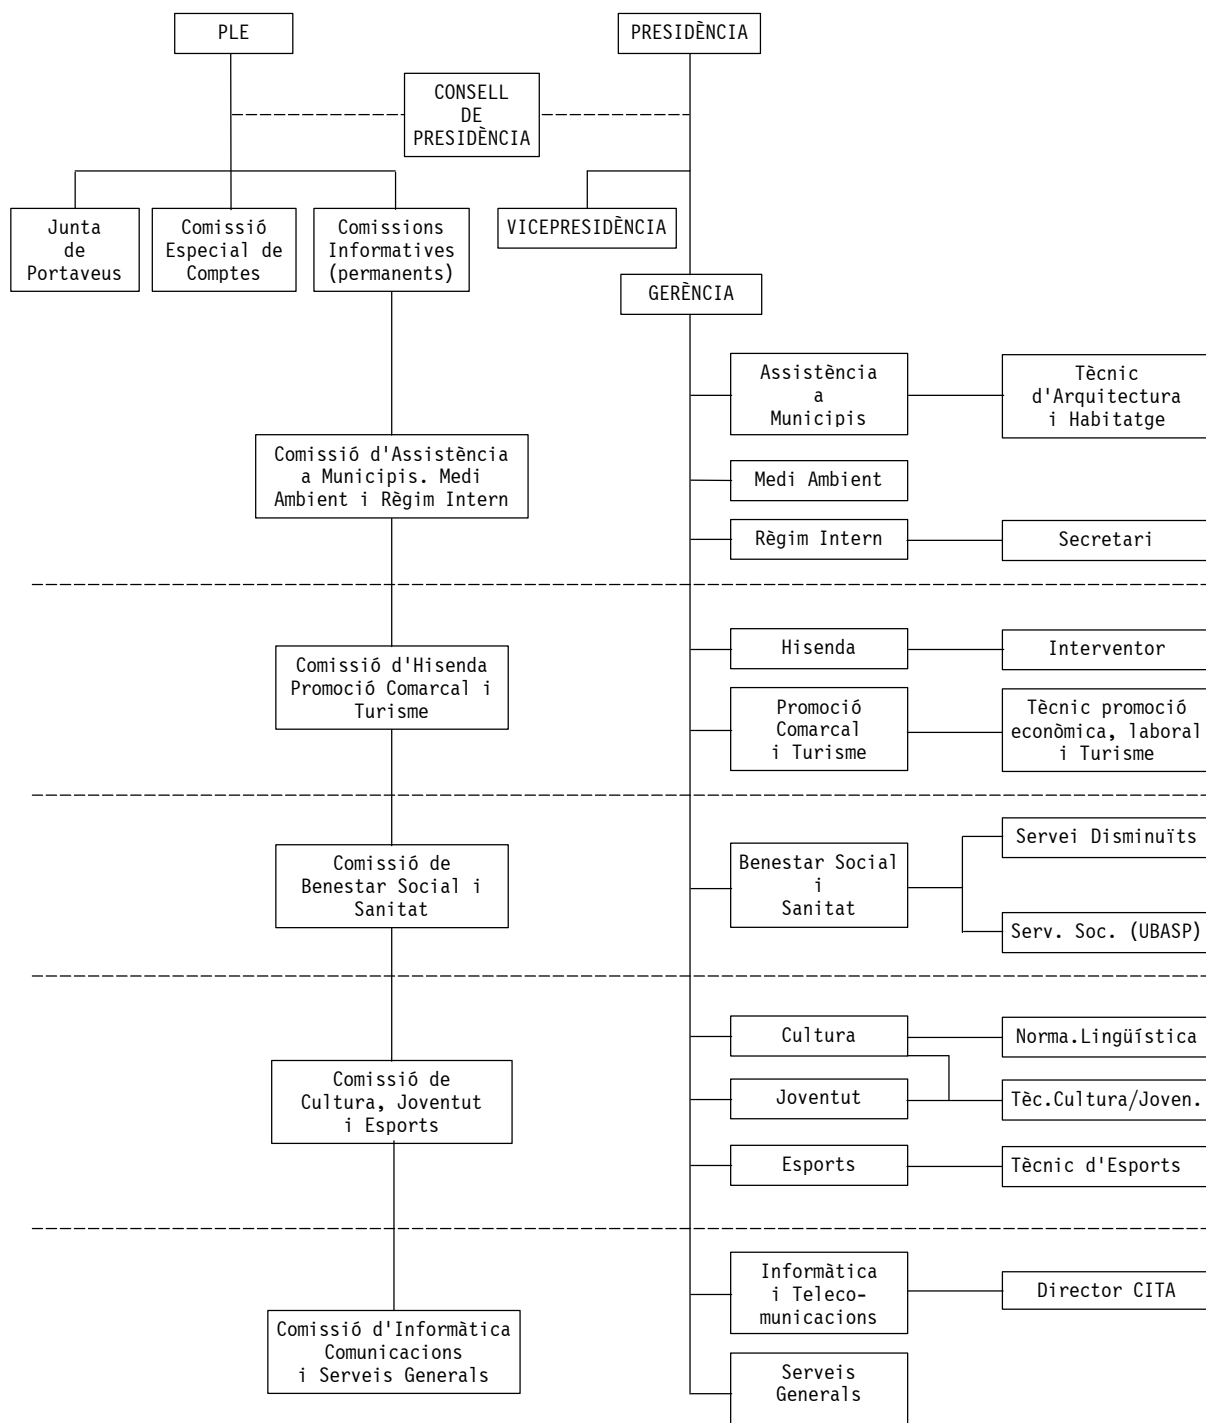 PLE
PRESIDÈNCIA
CONSELL
DE
PRESIDÈNCIA
Junta
de
Portaveus
Comissió
Especial de
Comptes
Comissions
Informatives
(permanents)
VICEPRESIDÈNCIA
GERÈNCIA
Assistència
a
Municipis
Tècnic
d'Arquitectura
i Habitatge
Comissió d'Assistència
a Municipis. Medi
Ambient i Règim Intern
Medi Ambient
Règim Intern
Secretari
Comissió d'Hisenda
Promoció Comarcal i
Turisme
Hisenda
Interventor
Promoció
Comarcal
i Turisme
Tècnic promoció
econòmica, laboral
i Turisme
Comissió de
Benestar Social i
Sanitat
Benestar Social
i
Sanitat
Servei Disminuïts
Serv. Soc. (UBASP)
Comissió de
Cultura, Joventut
i Esports
Cultura
Norma.Lingüística
Joventut
Tèc.Cultura/Joven.
Esports
Tècnic d'Esports
Comissió d'Informàtica
Comunicacions
i Serveis Generals
Informàtica
i Teleco-
municacions
Director CITA
Serveis
Generals